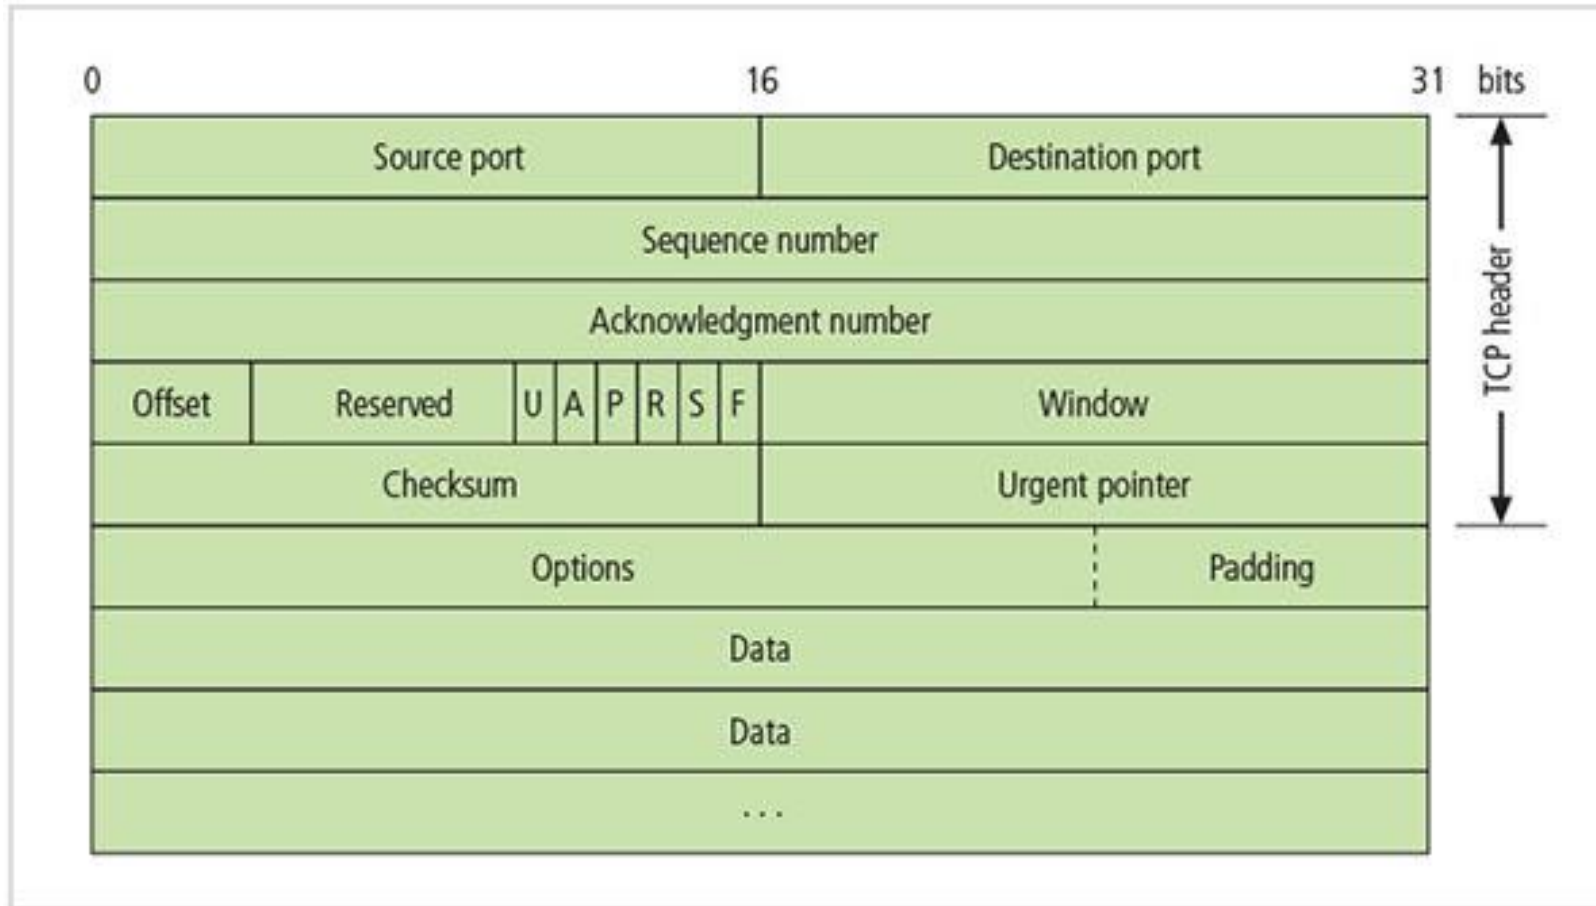 0 16 31 bits
Source port Destination port
Sequence number
Acknowledgment number
Offset Reserved U A P R S F Window
Checksum Urgent pointer
Options Padding
Data
Data
...
TCP header